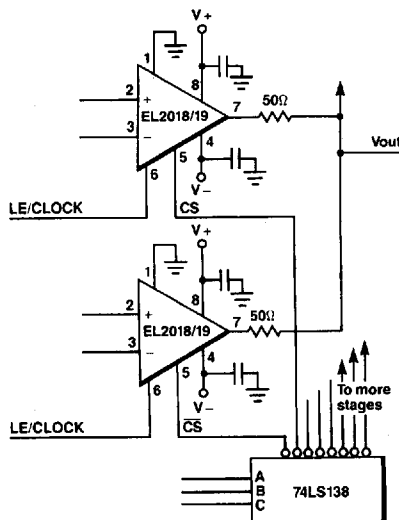 V+
1
8
2
+
EL2018/19
7
50Ω
3
−
4
5
6
Vout
V−
LE/CLOCK
CS
V+
1
8
2
+
EL2018/19
7
50Ω
3
−
4
5
6
V−
To more
stages
LE/CLOCK
C̅S̅
A
B
C
74LS138